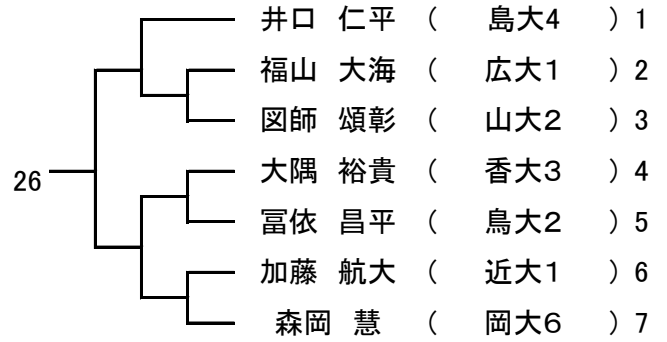 井口 仁平 ( 島大4 ) 1
福山 大海 ( 広大1 ) 2
図師 頌彰 ( 山大2 ) 3
26
大隅 裕貴 ( 香大3 ) 4
冨依 昌平 ( 鳥大2 ) 5
加藤 航大 ( 近大1 ) 6
森岡 慧 ( 岡大6 ) 7